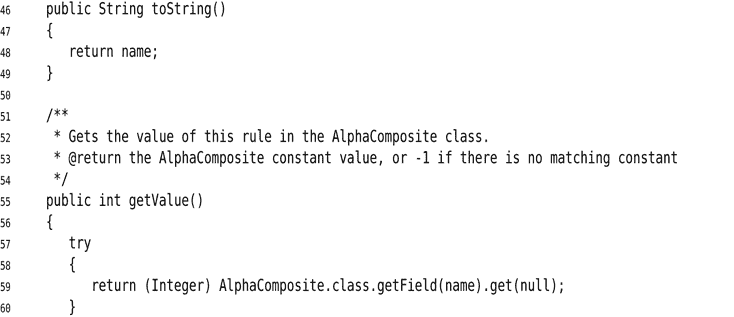 46 public String toString()
47 {
48 return name;
49 }
50
51 /**
52 * Gets the value of this rule in the AlphaComposite class.
53 * @return the AlphaComposite constant value, or -1 if there is no matching constant
54 */
55 public int getValue()
56 {
57 try
58 {
59 return (Integer) AlphaComposite.class.getField(name).get(null);
60 }